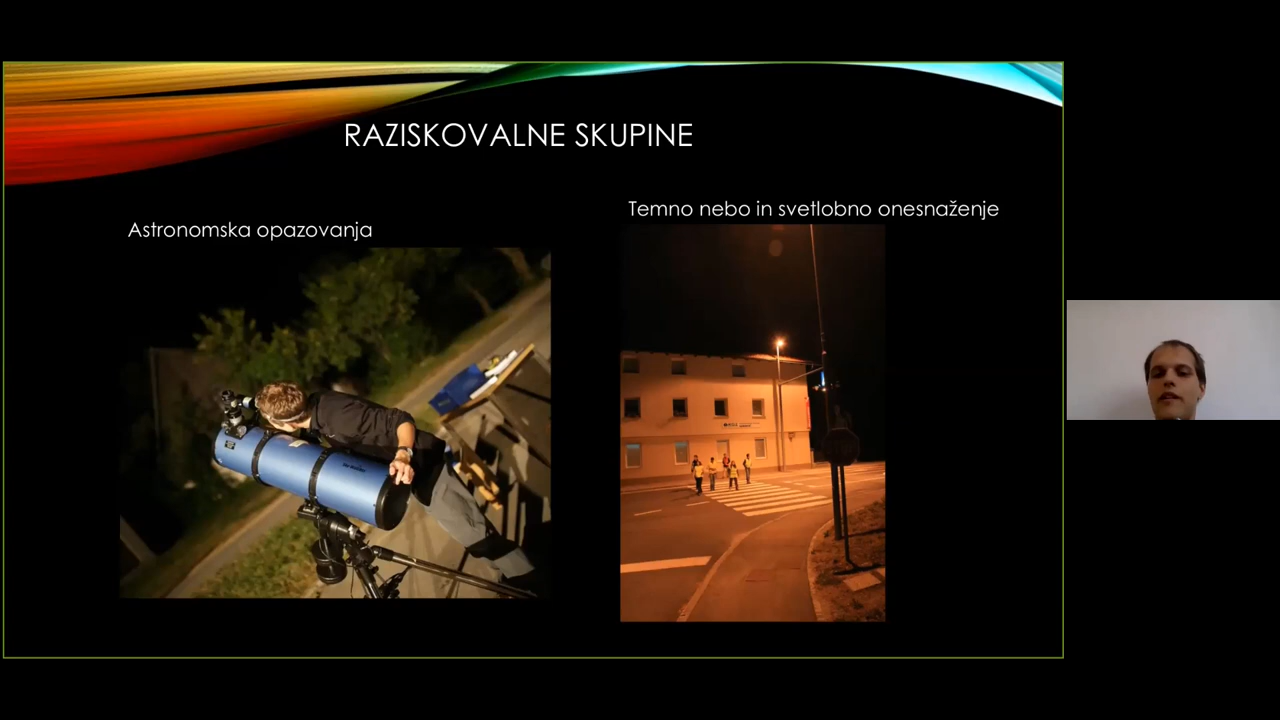 RAZISKOVALNE SKUPINE
Temno nebo in svetlobno onesnaženje
Astronomska opazovanja